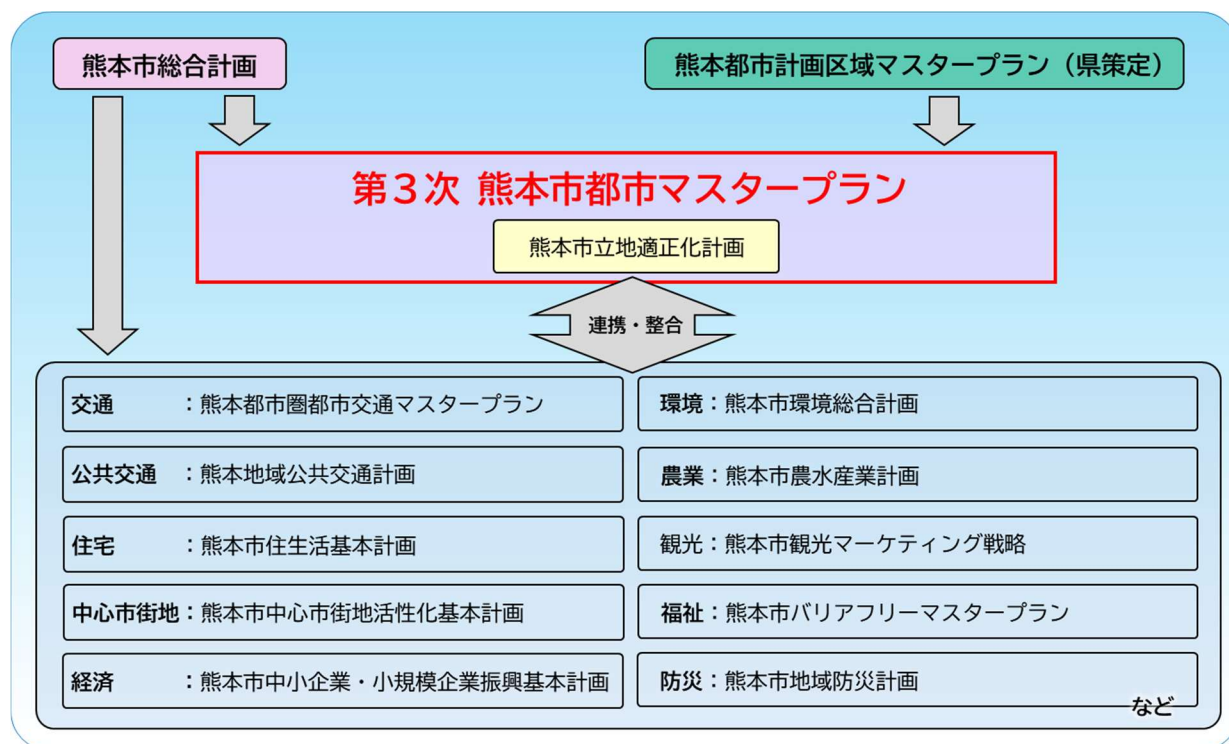 熊本市総合計画
熊本都市計画区域マスタープラン（県策定）
第３次 熊本市都市マスタープラン
熊本市立地適正化計画
連携・整合
交通　　　：熊本都市圏都市交通マスタープラン
公共交通　：熊本地域公共交通計画
住宅　　　：熊本市住生活基本計画
中心市街地：熊本市中心市街地活性化基本計画
経済　　　：熊本市中小企業・小規模企業振興基本計画
環境：熊本市環境総合計画
農業：熊本市農水産業計画
観光：熊本市観光マーケティング戦略
福祉：熊本市バリアフリーマスタープラン
防災：熊本市地域防災計画
など